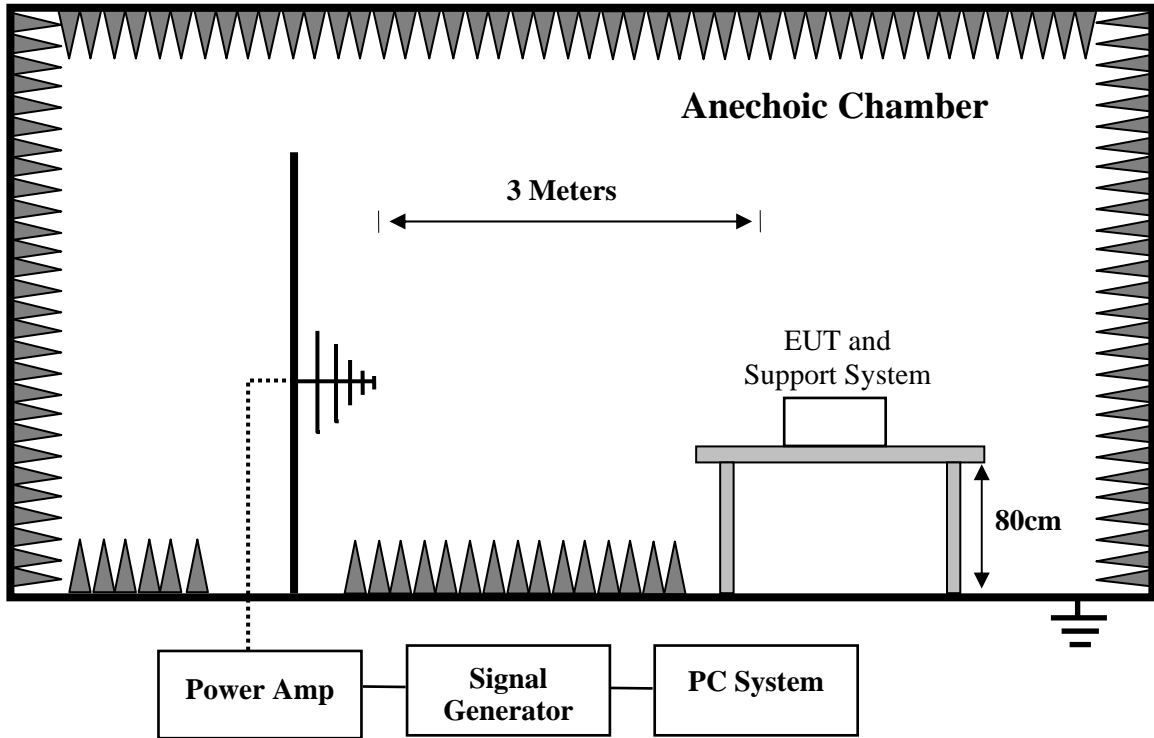 Anechoic Chamber
3 Meters
EUT and
Support System
80cm
Power Amp
Signal
Generator
PC System